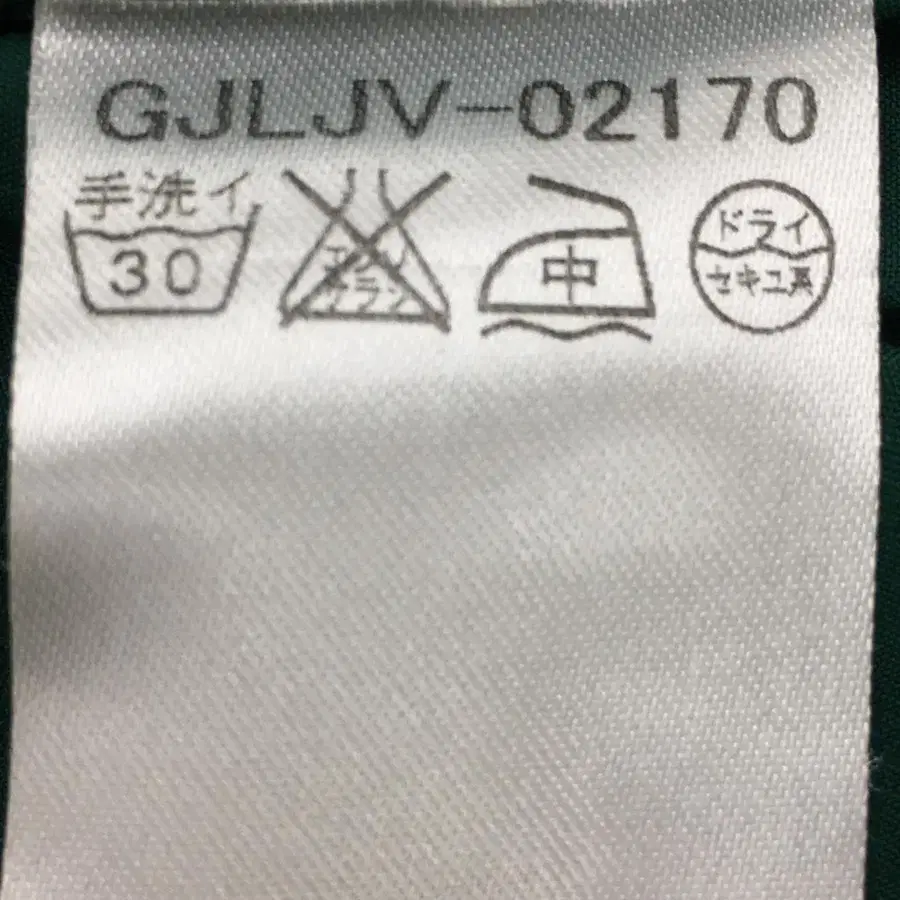 GJLJV-02170
手洗イ
30
エンソ
サラシ
中
ドライ
セキユ系